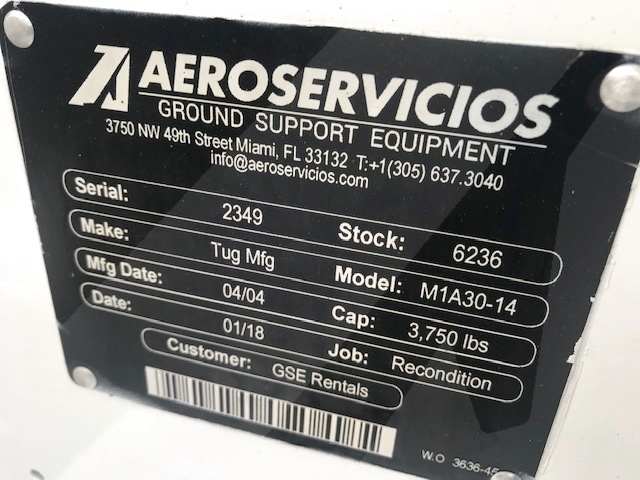 AEROSERVICIOS
GROUND SUPPORT EQUIPMENT
3750 NW 49th Street Miami, FL 33132 T:+1(305) 637.3040
info@aeroservicios.com
Serial: 2349 Stock: 6236
Make: Tug Mfg Model: M1A30-14
Mfg Date: 04/04 Cap: 3,750 lbs
Date: 01/18 Job: Recondition
Customer: GSE Rentals
W.O